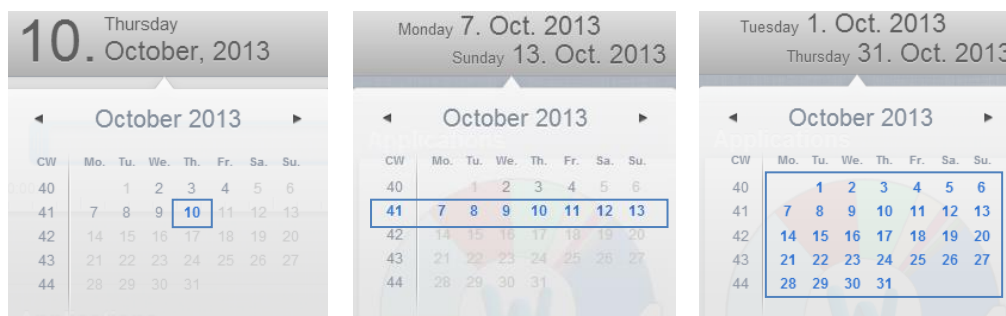 10. Thursday
October, 2013
October 2013
CW Mo. Tu. We. Th. Fr. Sa. Su.
40 1 2 3 4 5 6
41 7 8 9 10 11 12 13
42 14 15 16 17 18 19 20
43 21 22 23 24 25 26 27
44 28 29 30 31
Monday 7. Oct. 2013
Sunday 13. Oct. 2013
October 2013
Applications
CW Mo. Tu. We. Th. Fr. Sa. Su.
40 1 2 3 4 5 6
41 7 8 9 10 11 12 13
42 14 15 16 17 18 19 20
43 21 22 23 24 25 26 27
44 28 29 30 31
Tuesday 1. Oct. 2013
Thursday 31. Oct. 2013
October 2013
Applications
CW Mo. Tu. We. Th. Fr. Sa. Su.
40 1 2 3 4 5 6
41 7 8 9 10 11 12 13
42 14 15 16 17 18 19 20
43 21 22 23 24 25 26 27
44 28 29 30 31